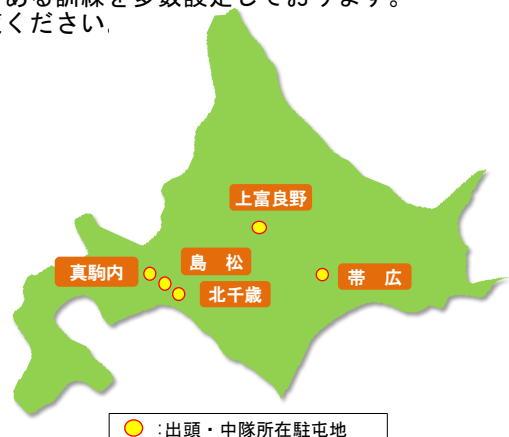 ある訓練を多数設定しております。
ください.
上富良野
島 松
真駒内
北千歳
帯 広
:出頭・中隊所在駐屯地